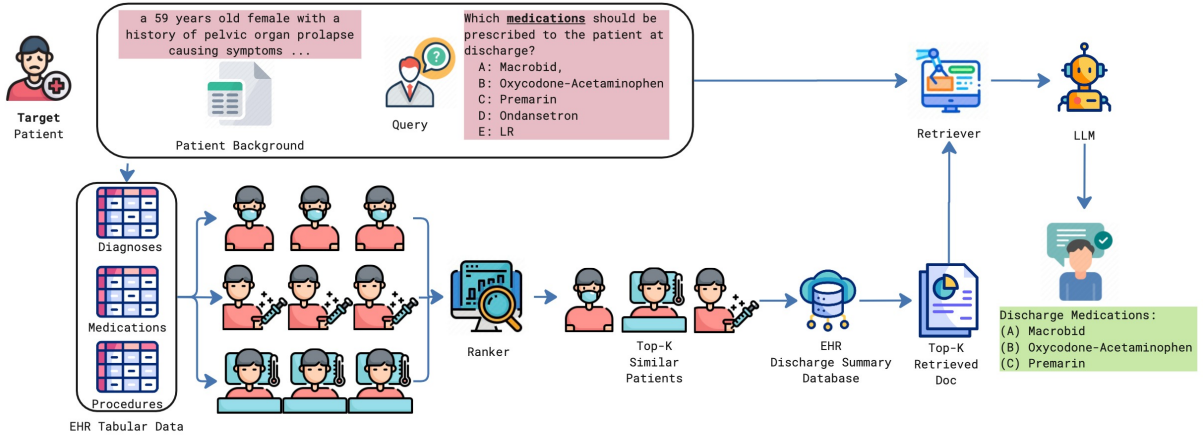 a 59 years old female with a
history of pelvic organ prolapse
causing symptoms ...
Patient Background
Query
Which medications should be
prescribed to the patient at
discharge?
A: Macrobid,
B: Oxycodone-Acetaminophen
C: Premarin
D: Ondansetron
E: LR
Target
Patient
Retriever
LLM
Diagnoses
Medications
Procedures
EHR Tabular Data
Ranker
Top-K
Similar
Patients
EHR
Discharge Summary
Database
Top-K
Retrieved
Doc
Discharge Medications:
(A) Macrobid
(B) Oxycodone-Acetaminophen
(C) Premarin